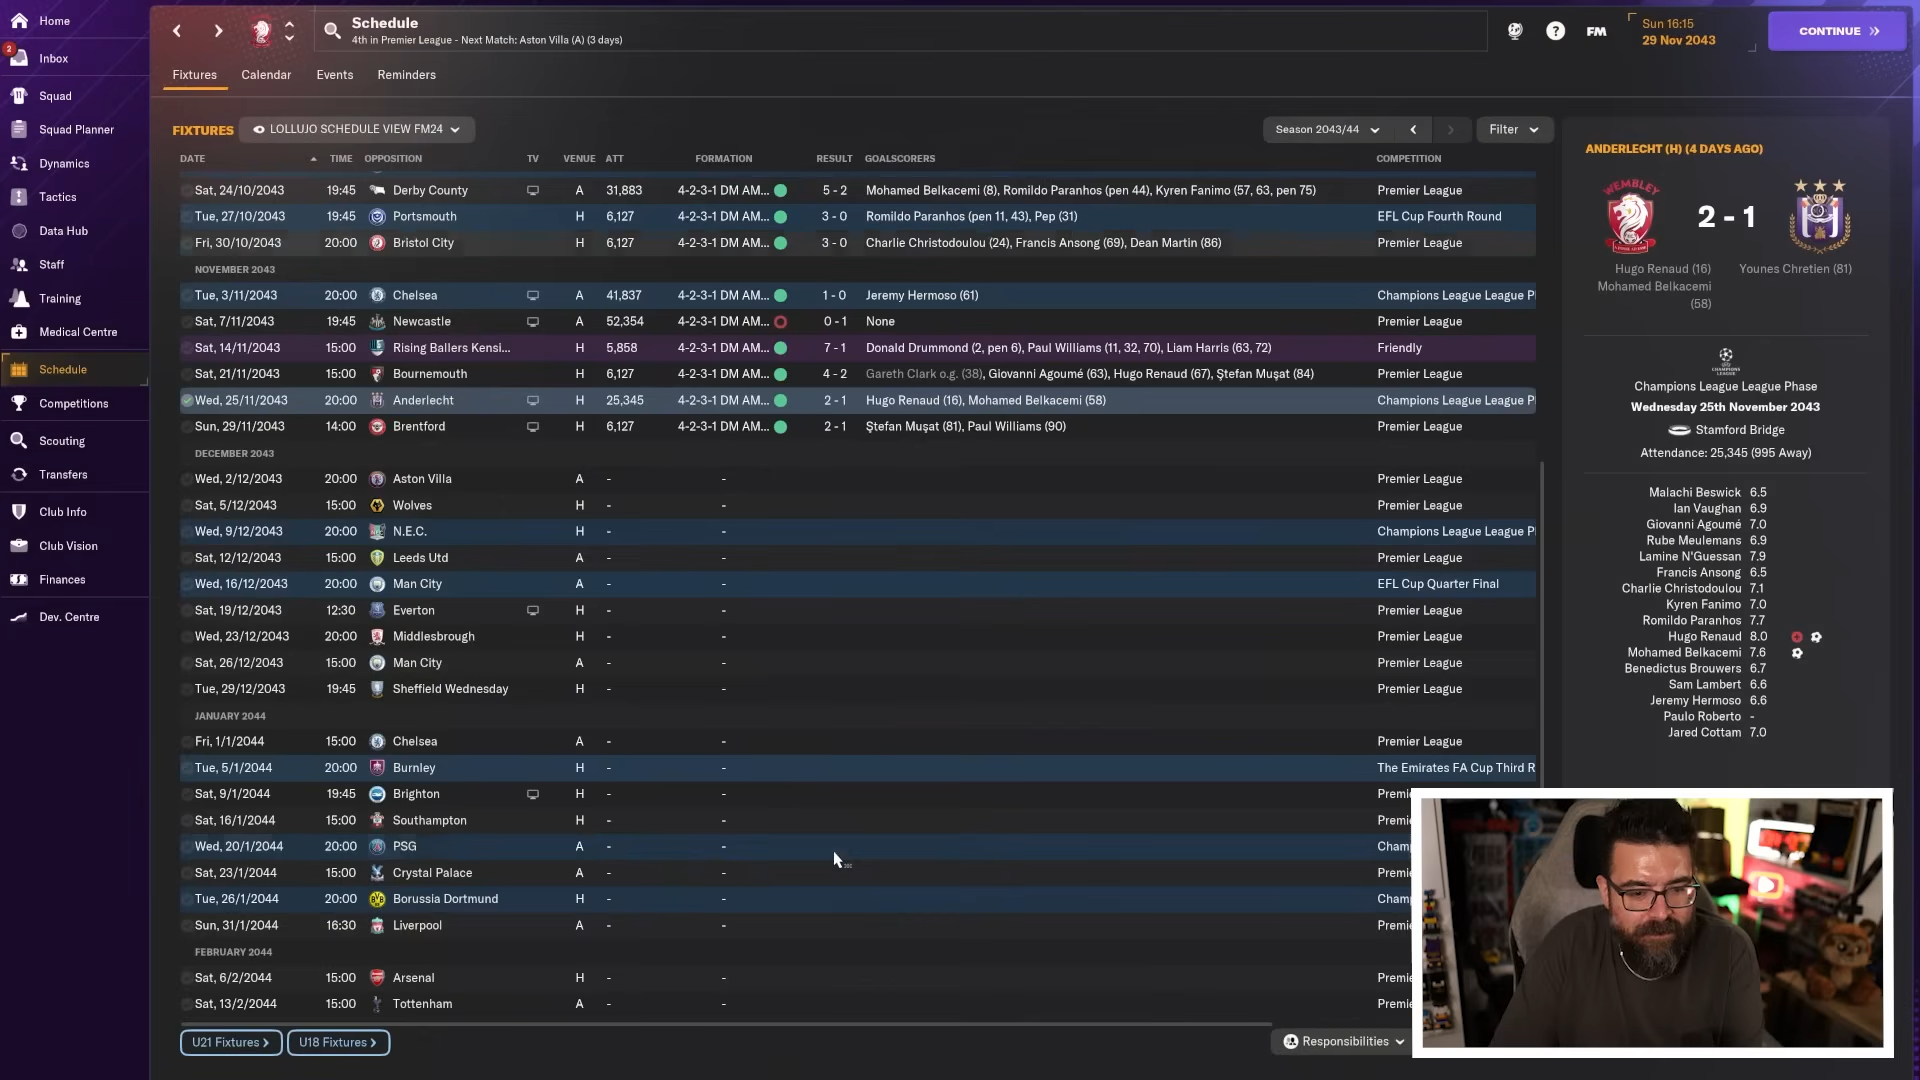 Home
2
Inbox
Squad
Squad Planner
Dynamics
Tactics
Data Hub
Staff
Training
Medical Centre
Schedule
Competitions
Scouting
Transfers
Club Info
Club Vision
Finances
Dev. Centre
Schedule
4th in Premier League - Next Match: Aston Villa (A) (3 days)
FM
Sun 16:15
29 Nov 2043
CONTINUE
Fixtures Calendar Events Reminders
FIXTURES LOLLUJO SCHEDULE VIEW FM24 Season 2043/44 Filter
DATE TIME OPPOSITION TV VENUE ATT FORMATION RESULT GOALSCORERS COMPETITION
Sat, 24/10/2043 19:45 Derby County A 31,883 4-2-3-1 DM AM... 5 - 2 Mohamed Belkacemi (8), Romildo Paranhos (pen 44), Kyren Fanimo (57, 63, pen 75) Premier League
Tue, 27/10/2043 19:45 Portsmouth H 6,127 4-2-3-1 DM AM... 3 - 0 Romildo Paranhos (pen 11, 43), Pep (31) EFL Cup Fourth Round
Fri, 30/10/2043 20:00 Bristol City H 6,127 4-2-3-1 DM AM... 3 - 0 Charlie Christodoulou (24), Francis Ansong (69), Dean Martin (86) Premier League
NOVEMBER 2043
Tue, 3/11/2043 20:00 Chelsea A 41,837 4-2-3-1 DM AM... 1 - 0 Jeremy Hermoso (61) Champions League League P
Sat, 7/11/2043 19:45 Newcastle A 52,354 4-2-3-1 DM AM... 0 - 1 None Premier League
Sat, 14/11/2043 15:00 Rising Ballers Kensi... H 5,858 4-2-3-1 DM AM... 7 - 1 Donald Drummond (2, pen 6), Paul Williams (11, 32, 70), Liam Harris (63, 72) Friendly
Sat, 21/11/2043 15:00 Bournemouth H 6,127 4-2-3-1 DM AM... 4 - 2 Gareth Clark o.g. (38), Giovanni Agoumé (63), Hugo Renaud (67), Ştefan Muşat (84) Premier League
Wed, 25/11/2043 20:00 Anderlecht H 25,345 4-2-3-1 DM AM... 2 - 1 Hugo Renaud (16), Mohamed Belkacemi (58) Champions League League P
Sun, 29/11/2043 14:00 Brentford H 6,127 4-2-3-1 DM AM... 2 - 1 Ştefan Muşat (81), Paul Williams (90) Premier League
DECEMBER 2043
Wed, 2/12/2043 20:00 Aston Villa A - - Premier League
Sat, 5/12/2043 15:00 Wolves H - - Premier League
Wed, 9/12/2043 20:00 N.E.C. H - - Champions League League P
Sat, 12/12/2043 15:00 Leeds Utd A - - Premier League
Wed, 16/12/2043 20:00 Man City A - - EFL Cup Quarter Final
Sat, 19/12/2043 12:30 Everton H - - Premier League
Wed, 23/12/2043 20:00 Middlesbrough H - - Premier League
Sat, 26/12/2043 15:00 Man City A - - Premier League
Tue, 29/12/2043 19:45 Sheffield Wednesday H - - Premier League
JANUARY 2044
Fri, 1/1/2044 15:00 Chelsea A - - Premier League
Tue, 5/1/2044 20:00 Burnley H - - The Emirates FA Cup Third R
Sat, 9/1/2044 19:45 Brighton H - - Premi
Sat, 16/1/2044 15:00 Southampton H - - Premi
Wed, 20/1/2044 20:00 PSG A - - Cham
Sat, 23/1/2044 15:00 Crystal Palace A - - Premi
Tue, 26/1/2044 20:00 Borussia Dortmund H - - Cham
Sun, 31/1/2044 16:30 Liverpool A - - Premi
FEBRUARY 2044
Sat, 6/2/2044 15:00 Arsenal H - - Premi
Sat, 13/2/2044 15:00 Tottenham A - - Premi
U21 Fixtures U18 Fixtures Responsibilities
ANDERLECHT (H) (4 DAYS AGO)
WEMBLEY
2 - 1
Hugo Renaud (16) Younes Chretien (81)
Mohamed Belkacemi
(58)
CHAMPIONS
LEAGUE
Champions League League Phase
Wednesday 25th November 2043
Stamford Bridge
Attendance: 25,345 (995 Away)
Malachi Beswick 6.5
Ian Vaughan 6.9
Giovanni Agoumé 7.0
Rube Meulemans 6.9
Lamine N'Guessan 7.9
Francis Ansong 6.5
Charlie Christodoulou 7.1
Kyren Fanimo 7.0
Romildo Paranhos 7.7
Hugo Renaud 8.0
Mohamed Belkacemi 7.6
Benedictus Brouwers 6.7
Sam Lambert 6.6
Jeremy Hermoso 6.6
Paulo Roberto -
Jared Cottam 7.0